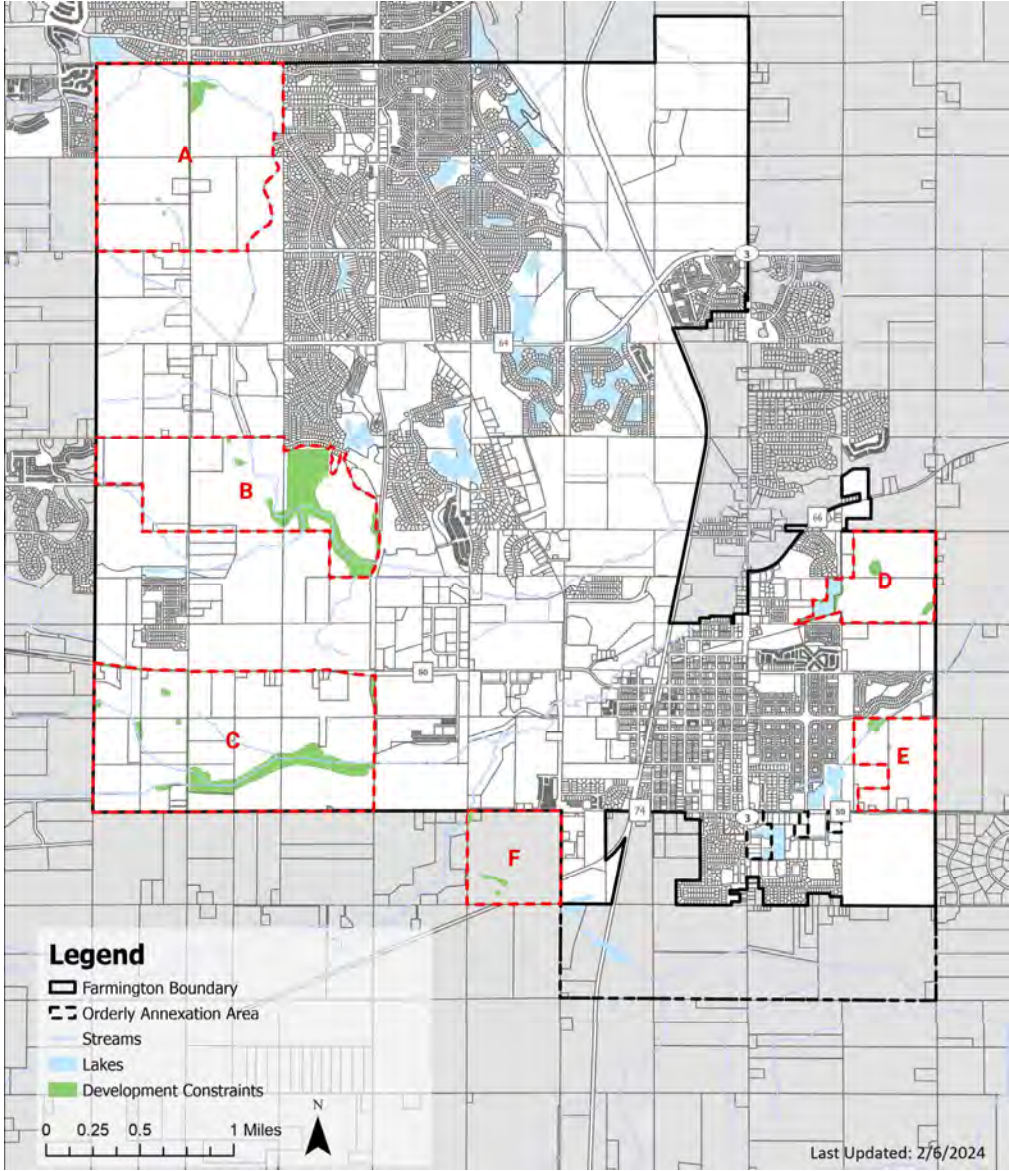 A
3
64
B
66
D
50
C
E
74
3
50
F
Legend
Farmington Boundary
Orderly Annexation Area
Streams
Lakes
Development Constraints
N
0 0.25 0.5 1 Miles
Last Updated: 2/6/2024